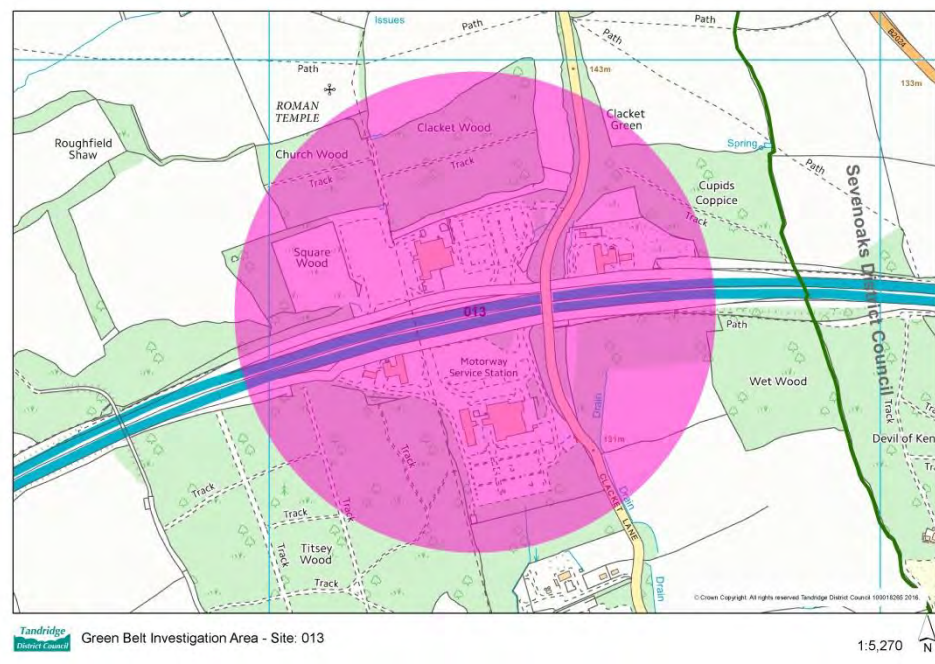 Issues
Path
Path
B2024
143m
133m
Path
ROMAN
TEMPLE
Clacket Wood
Clacket
Green
Roughfield
Shaw
Church Wood
Track
Track
Spring
Path
Cupids
Coppice
Track
Sevenoaks District Council
Square
Wood
013
Path
Motorway
Service Station
Wet Wood
Drain
Track
Devil of Ken
Track
131m
Track
Track
CLACKET LANE
Drain
Track
Track
Titsey
Wood
Track
Track
Drain
© Crown Copyright. All rights reserved Tandridge District Council 100018265 2016.
Tandridge
District Council
Green Belt Investigation Area - Site: 013
1:5,270
N